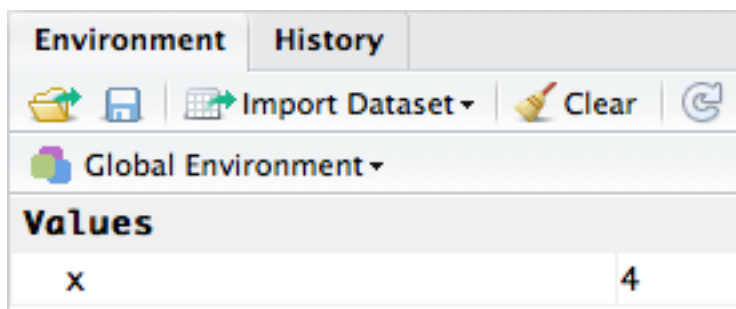 Environment History
Import Dataset Clear
Global Environment
Values
x 4